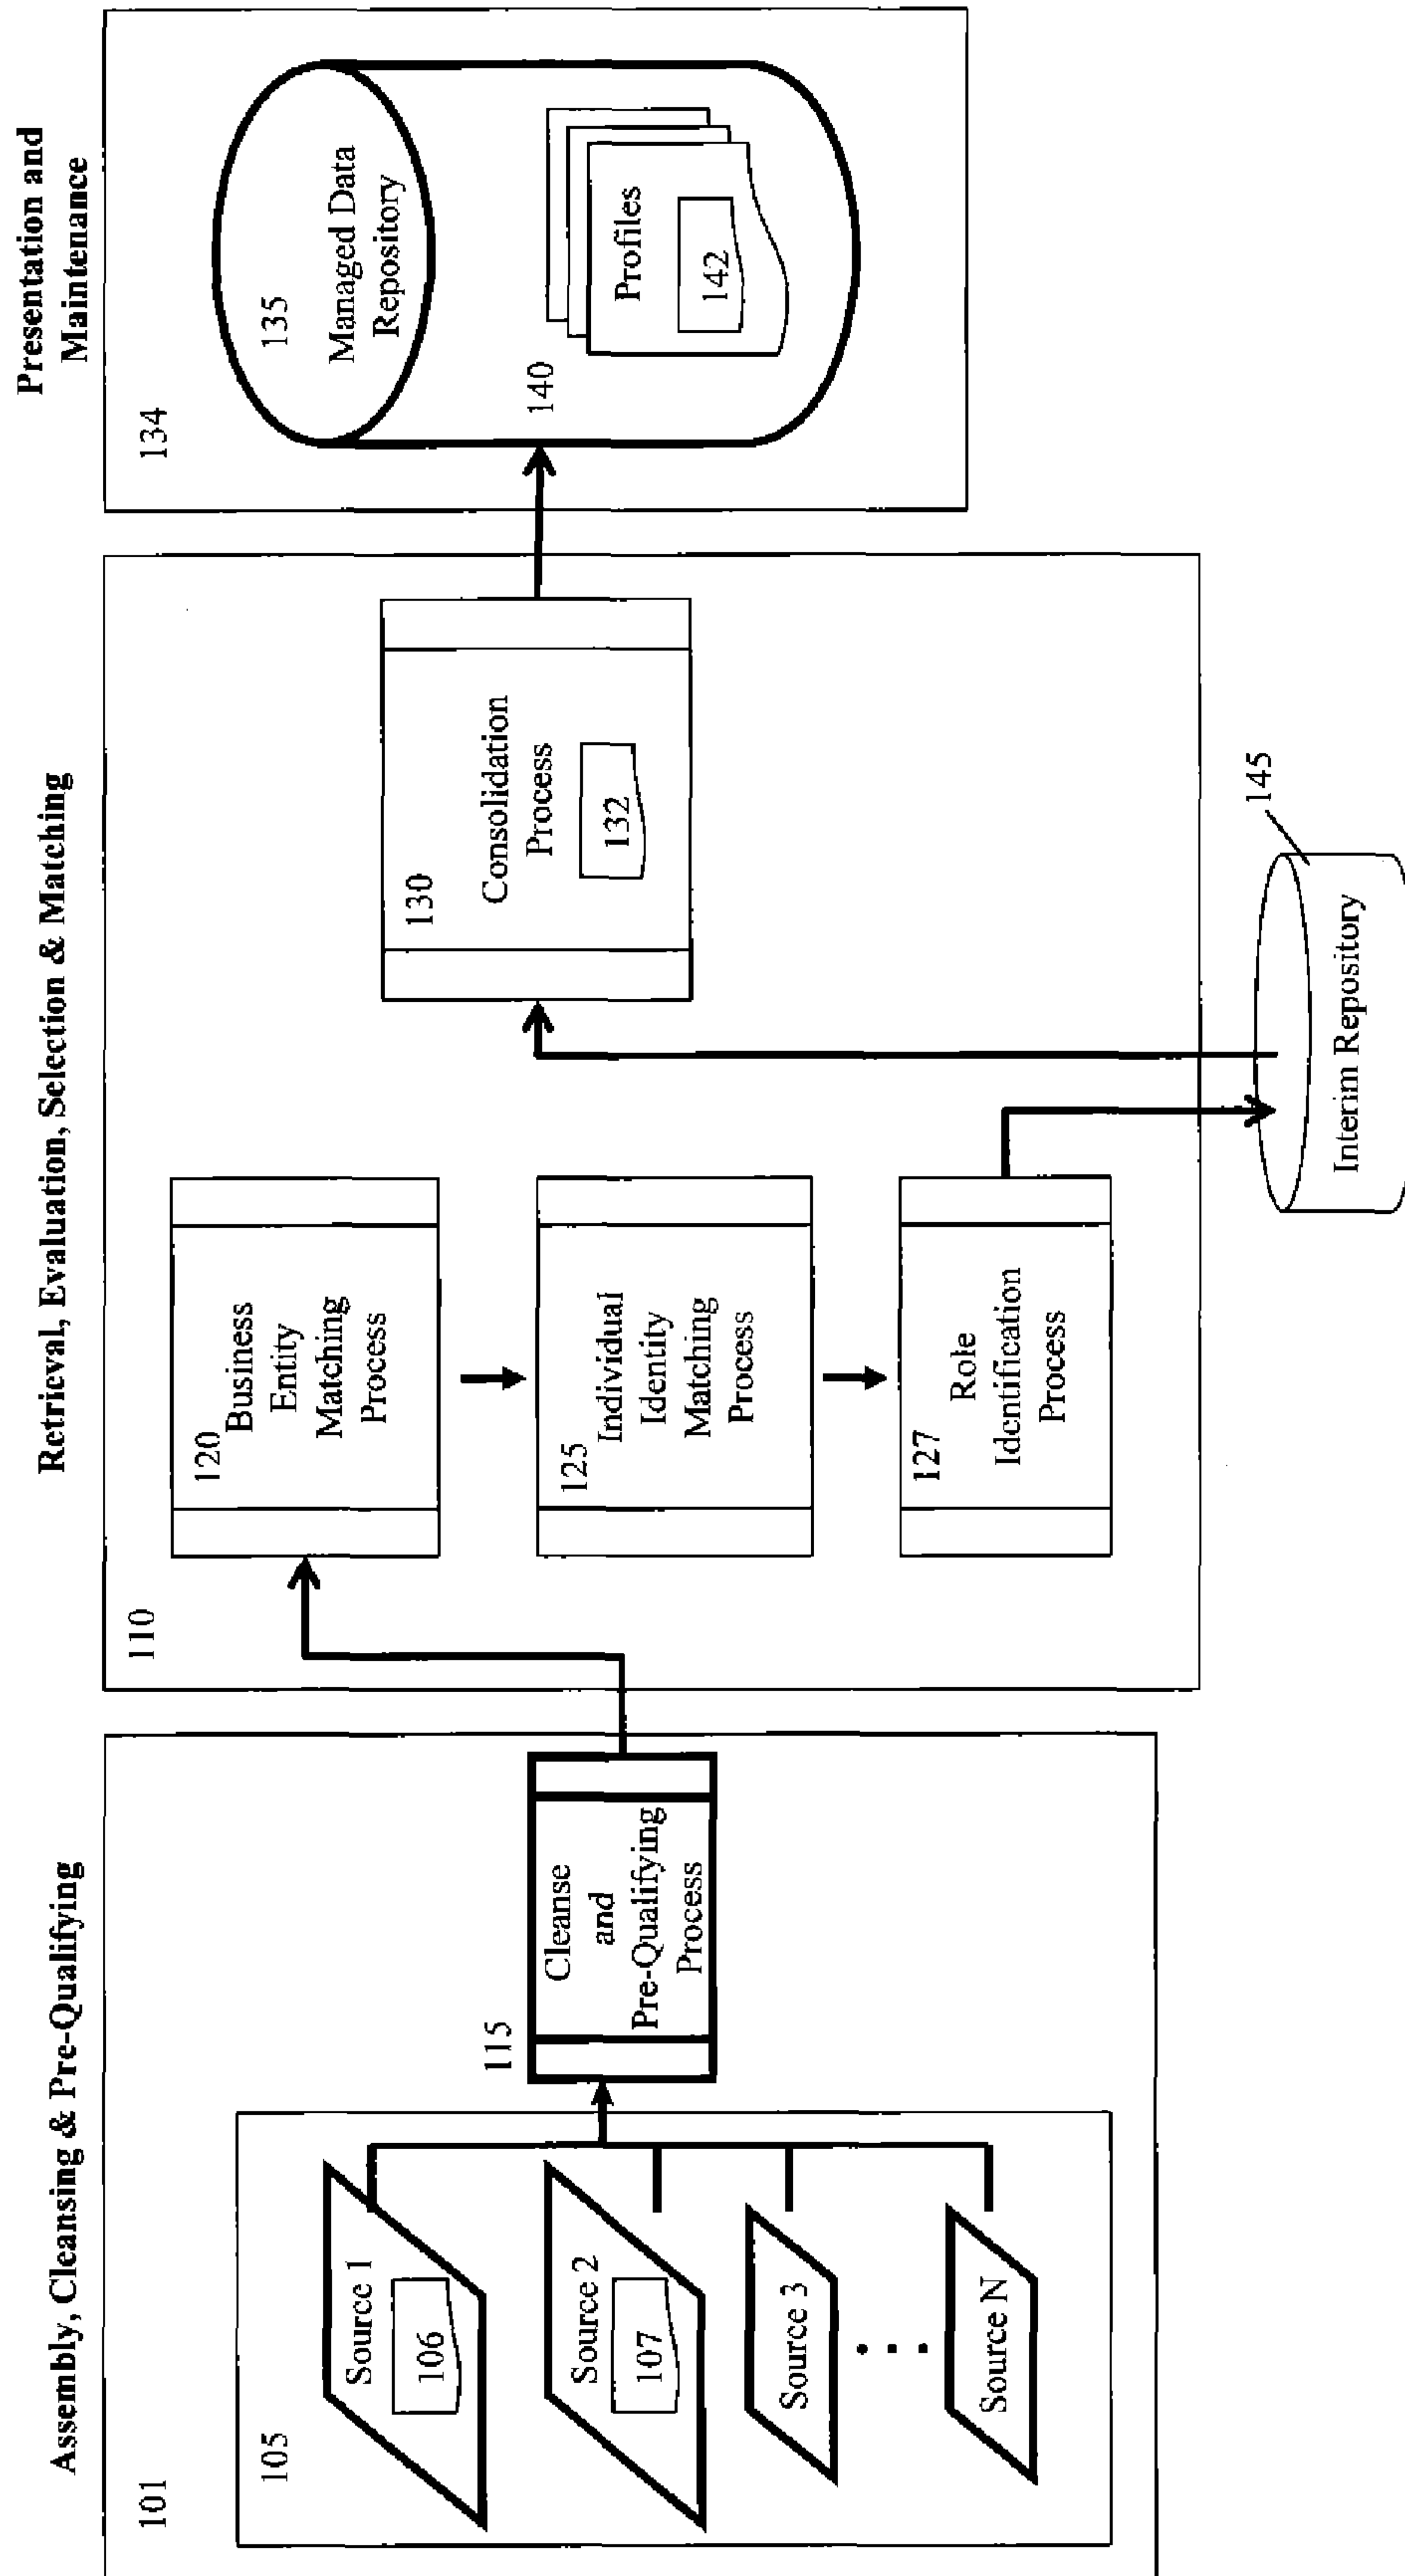 Assembly, Cleansing & Pre-Qualifying
101
105
Source 1
106
Source 2
107
Source 3
Source N
115
Cleanse
and
Pre-Qualifying
Process
Retrieval, Evaluation, Selection & Matching
110
120
Business
Entity
Matching
Process
125
Individual
Identity
Matching
Process
127
Role
Identification
Process
130
Consolidation
Process
132
145
Interim Repository
Presentation and
Maintenance
134
135
Managed Data
Repository
140
Profiles
142